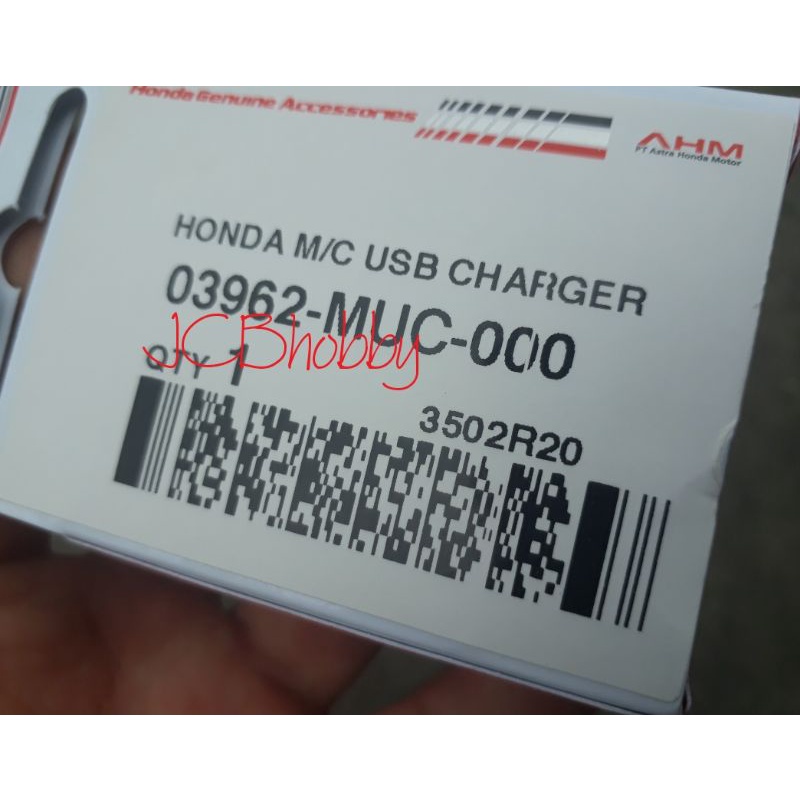 Honda Genuine Accessories
AHM
PT Astra Honda Motor
HONDA M/C USB CHARGER
03962-MUC-000
JCBhobby
QTY 1
3502R20